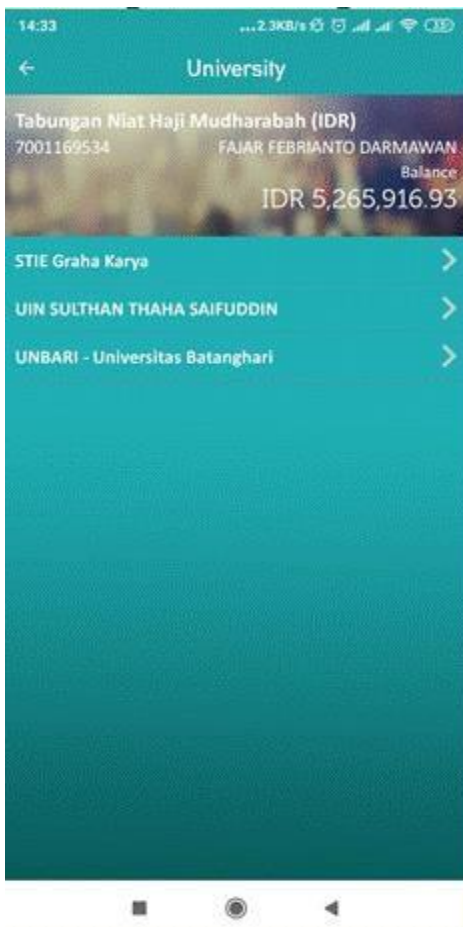 14:33 ...2.3KB/s
University
Tabungan Niat Haji Mudharabah (IDR)
7001169534 FAJAR FEBRIANTO DARMAWAN
Balance
IDR 5,265,916.93
STIE Graha Karya
UIN SULTHAN THAHA SAIFUDDIN
UNBARI - Universitas Batanghari